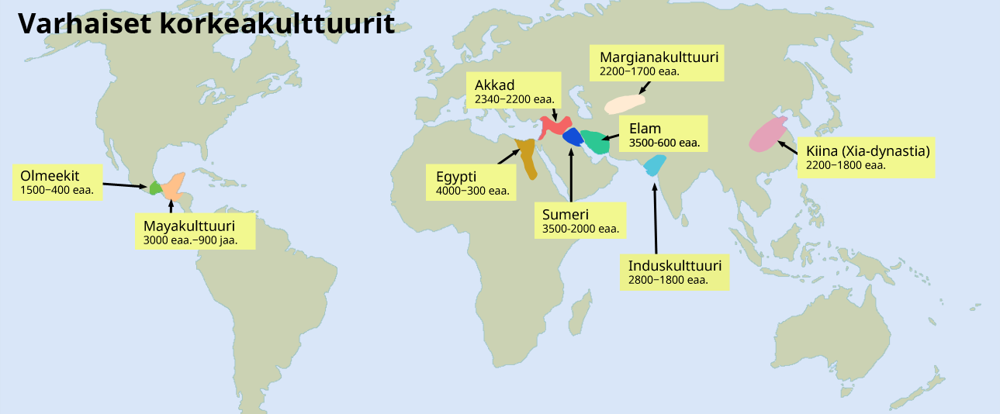 Varhaiset korkeakulttuurit
Margianakulttuuri
2200–1700 eaa.
Akkad
2340–2200 eaa.
Elam
3500-600 eaa.
Kiina (Xia-dynastia)
2200–1800 eaa.
Olmeekit
1500–400 eaa.
Egypti
4000–300 eaa.
Sumeri
3500-2000 eaa.
Mayakulttuuri
3000 eaa.–900 jaa.
Induskulttuuri
2800–1800 eaa.